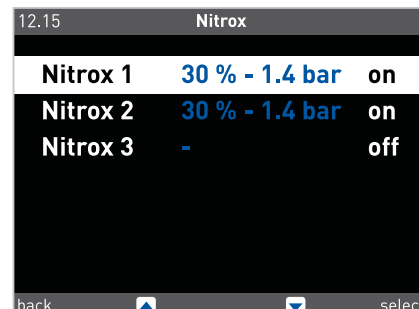 12.15 Nitrox
Nitrox 1 30 % - 1.4 bar on
Nitrox 2 30 % - 1.4 bar on
Nitrox 3 - off
back selec